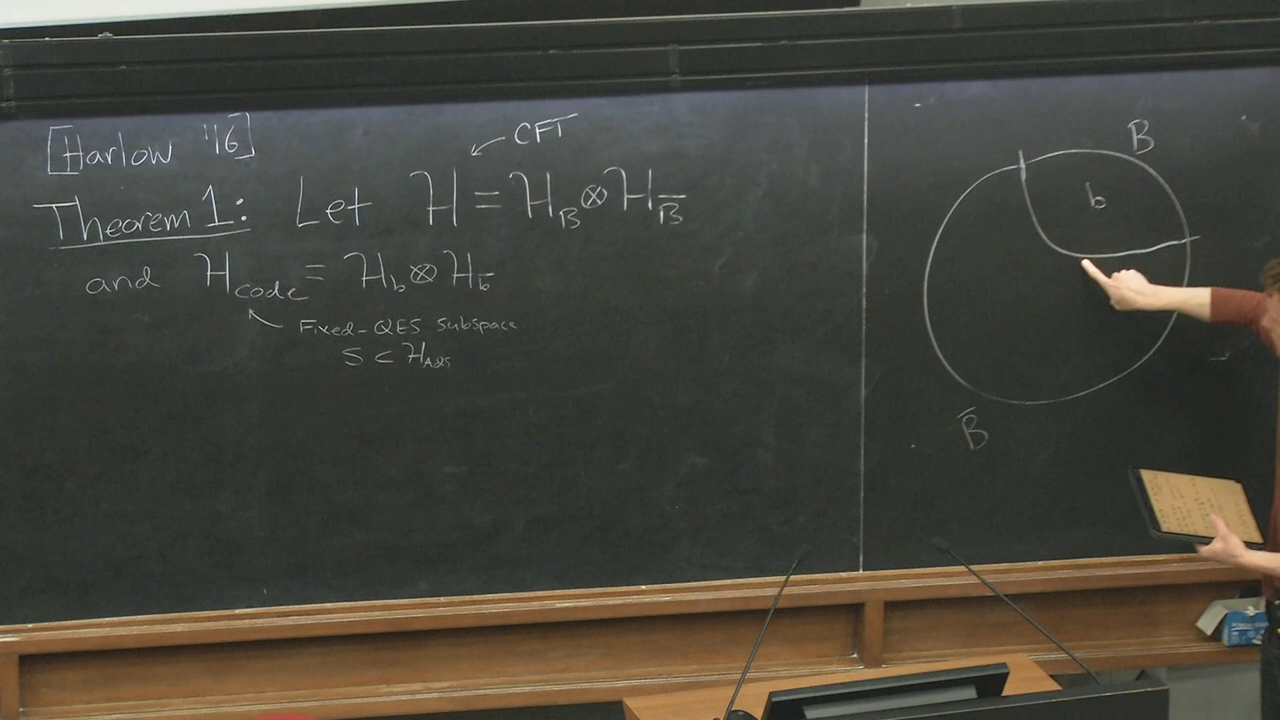 [Harlow '16]
← CFT
Theorem 1: Let H = H_B ⊗ H_B̄
and H_code = H_b ⊗ H_b̄
Fixed-QES Subspace
S ⊂ H_AdS
B
b
B̄